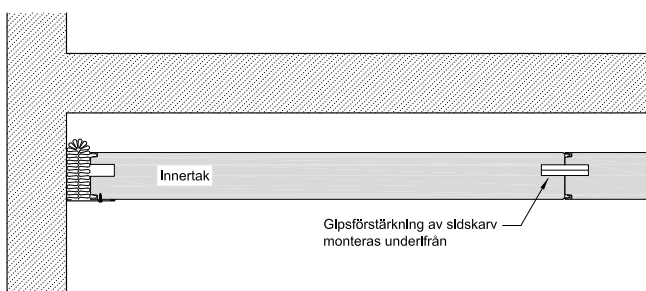 Innertak
Gipsförstärkning av sidskarv
monteras underifrån